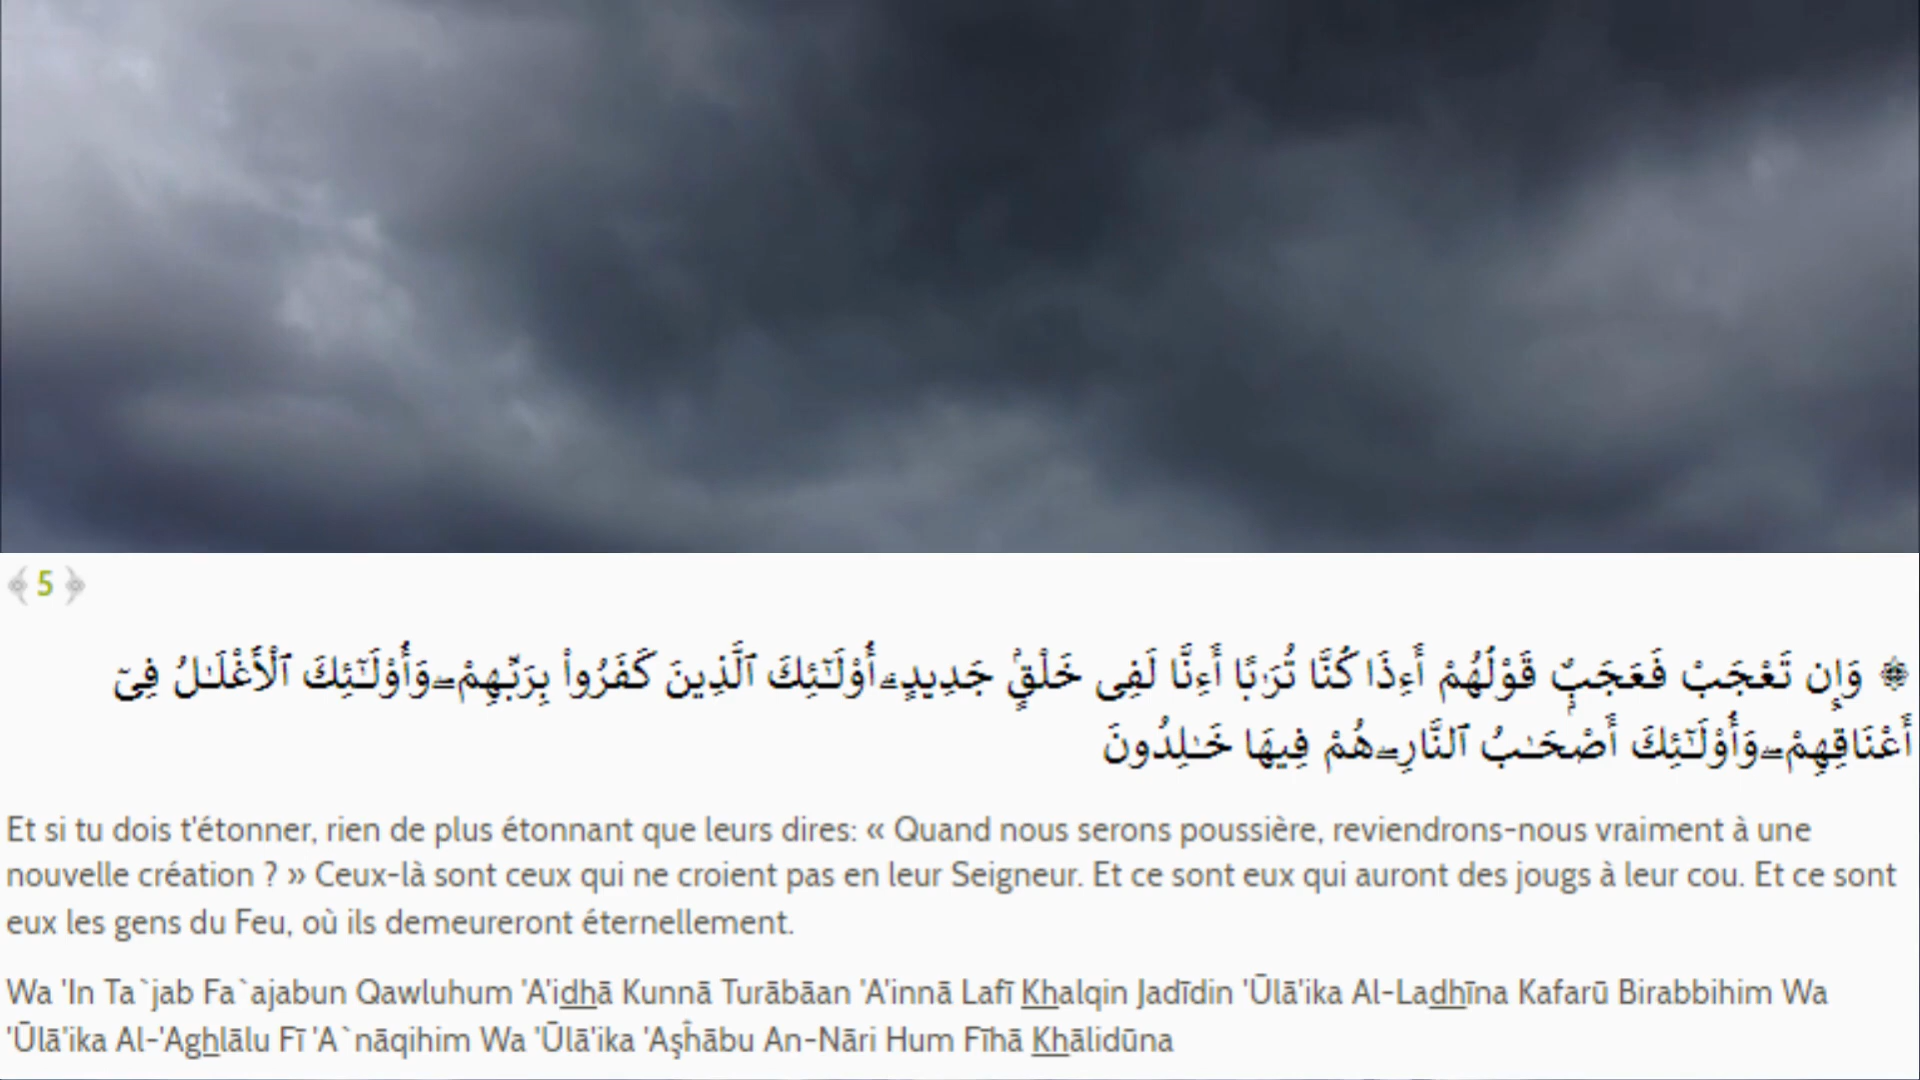 ﴾ 5 ﴿
۞ وَإِن تَعْجَبْ فَعَجَبٌ قَوْلُهُمْ أَءِذَا كُنَّا تُرَٰبًا أَءِنَّا لَفِى خَلْقٍ جَدِيدٍ ۗ أُو۟لَـٰٓئِكَ ٱلَّذِينَ كَفَرُوا۟ بِرَبِّهِمْ ۖ وَأُو۟لَـٰٓئِكَ ٱلْأَغْلَـٰلُ فِىٓ
أَعْنَاقِهِمْ ۖ وَأُو۟لَـٰٓئِكَ أَصْحَـٰبُ ٱلنَّارِ ۖ هُمْ فِيهَا خَـٰلِدُونَ
Et si tu dois t'étonner, rien de plus étonnant que leurs dires: « Quand nous serons poussière, reviendrons-nous vraiment à une
nouvelle création ? » Ceux-là sont ceux qui ne croient pas en leur Seigneur. Et ce sont eux qui auront des jougs à leur cou. Et ce sont
eux les gens du Feu, où ils demeureront éternellement.
Wa 'In Ta`jab Fa`ajabun Qawluhum 'A'idhā Kunnā Turābāan 'A'innā Lafī Khalqin Jadīdin 'Ūlā'ika Al-Ladhīna Kafarū Birabbihim Wa
'Ūlā'ika Al-'Aghlālu Fī 'A`nāqihim Wa 'Ūlā'ika 'Aşĥābu An-Nāri Hum Fīhā Khālidūna